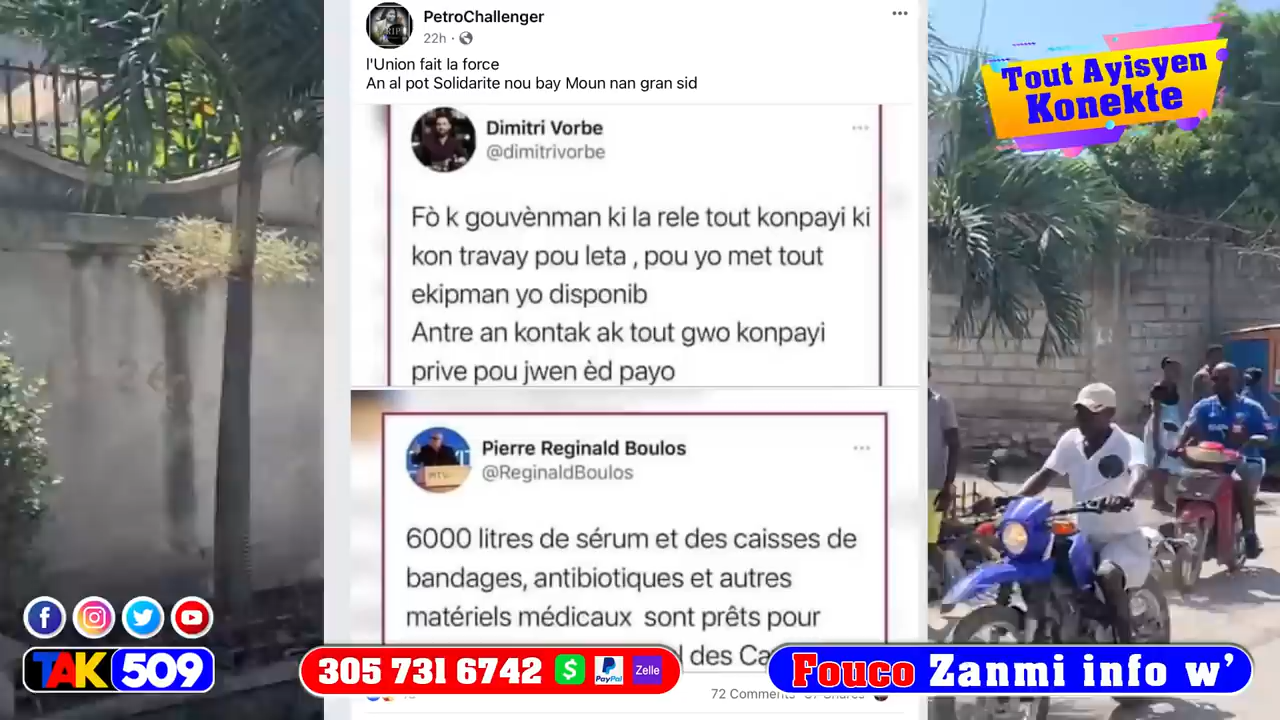 PetroChallenger
22h
l'Union fait la force
An al pot Solidarite nou bay Moun nan gran sid
Dimitri Vorbe
@dimitrivorbe
Fò k gouvènman ki la rele tout konpayi ki
kon travay pou leta , pou yo met tout
ekipman yo disponib
Antre an kontak ak tout gwo konpayi
prive pou jwen èd payo
Pierre Reginald Boulos
@ReginaldBoulos
6000 litres de sérum et des caisses de
bandages, antibiotiques et autres
matériels médicaux sont prêts pour
des
72 Comments
Tout Ayisyen
Konekte
TAK 509
305 731 6742
$
PayPal
Zelle
Fouco Zanmi info w'